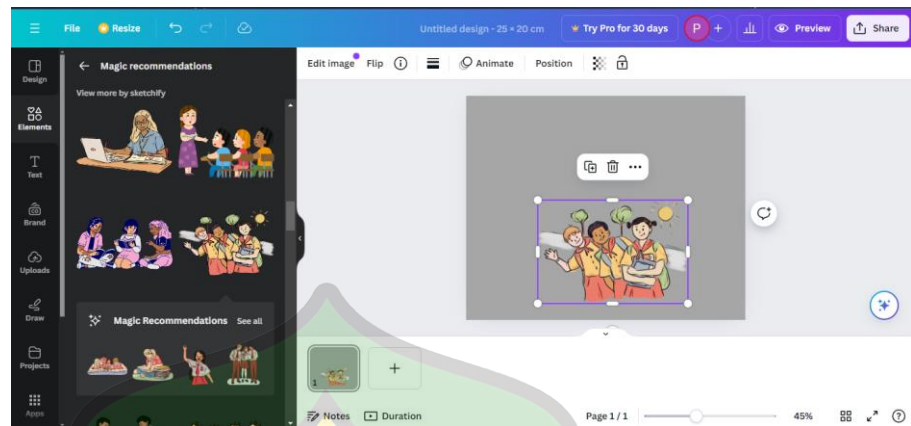 File Resize Untitled design - 25 × 20 cm Try Pro for 30 days P + Preview Share
Design
Elements
Text
Brand
Uploads
Draw
Projects
Apps
Magic recommendations
View more by sketchify
Magic Recommendations See all
Edit image Flip Animate Position
1
+
Notes Duration Page 1 / 1 45%